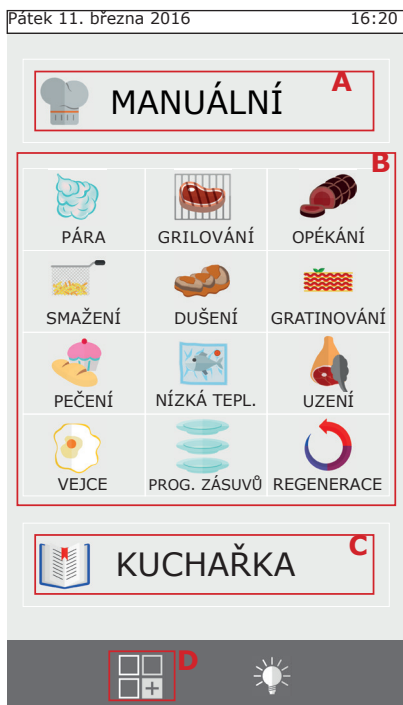 Pátek 11. března 2016 16:20
MANUÁLNÍ A
B
PÁRA GRILOVÁNÍ OPÉKÁNÍ
SMAŽENÍ DUŠENÍ GRATINOVÁNÍ
PEČENÍ NÍZKÁ TEPL. UZENÍ
VEJCE PROG. ZÁSUVŮ REGENERACE
KUCHAŘKA C
D